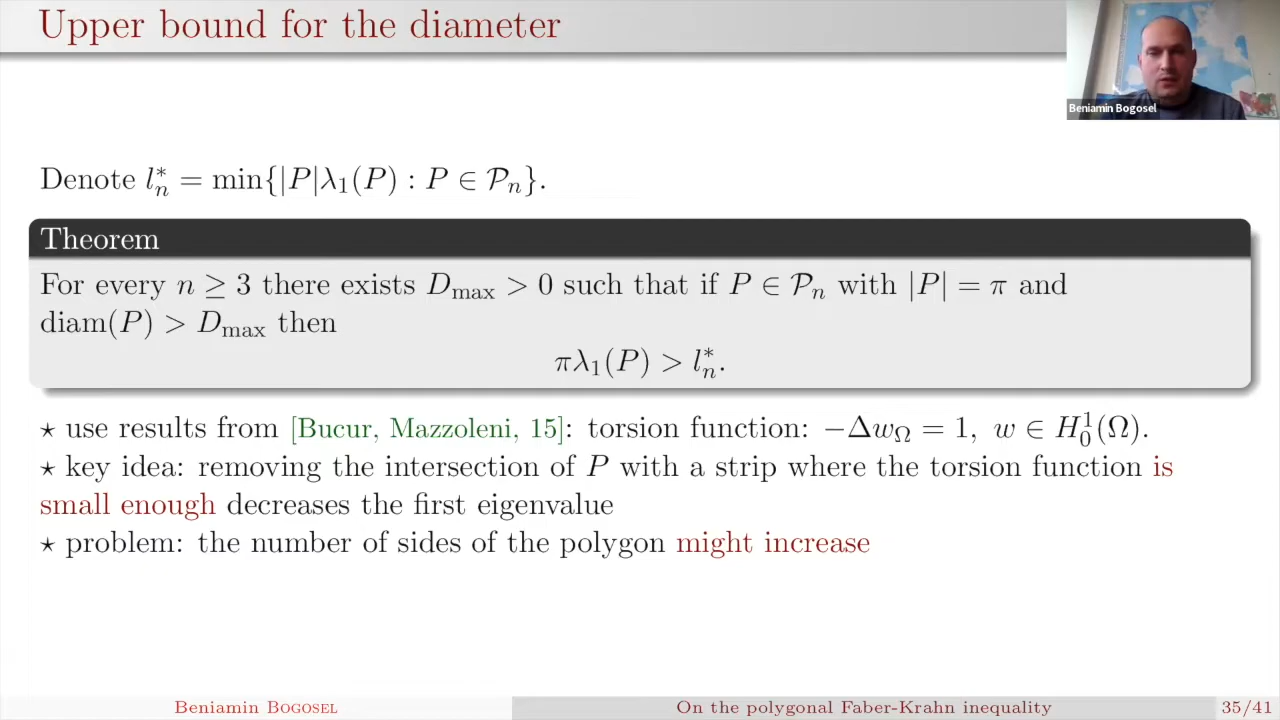 Upper bound for the diameter
Beniamin Bogosel
Denote $l_n^* = \min\{|P|\lambda_1(P) : P \in \mathcal{P}_n\}$.
Theorem
For every $n \geq 3$ there exists $D_{\max} > 0$ such that if $P \in \mathcal{P}_n$ with $|P| = \pi$ and
diam$(P) > D_{\max}$ then
$\pi\lambda_1(P) > l_n^*.$
⋆ use results from [Bucur, Mazzoleni, 15]: torsion function: $-\Delta w_\Omega = 1,\ w \in H_0^1(\Omega)$.
⋆ key idea: removing the intersection of $P$ with a strip where the torsion function is
small enough decreases the first eigenvalue
⋆ problem: the number of sides of the polygon might increase
Beniamin Bogosel
On the polygonal Faber-Krahn inequality
35/41